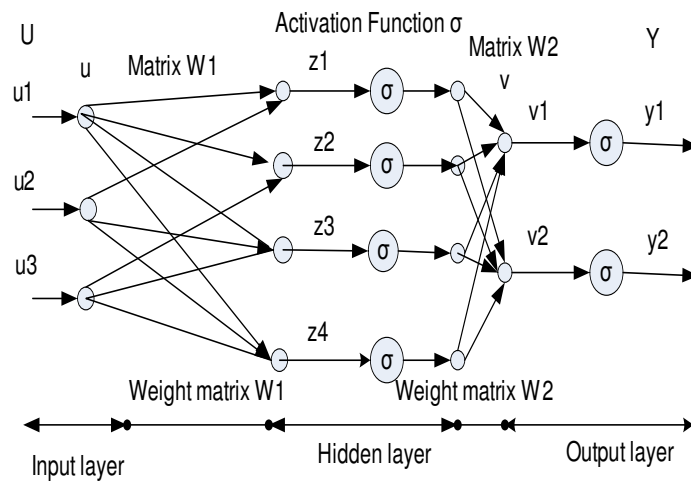 Activation Function σ
U
Y
u
Matrix W1
z1
Matrix W2
v
u1
σ
v1
y1
z2
σ
σ
u2
z3
v2
y2
u3
σ
σ
z4
σ
Weight matrix W1
Weight matrix W2
Input layer
Hidden layer
Output layer